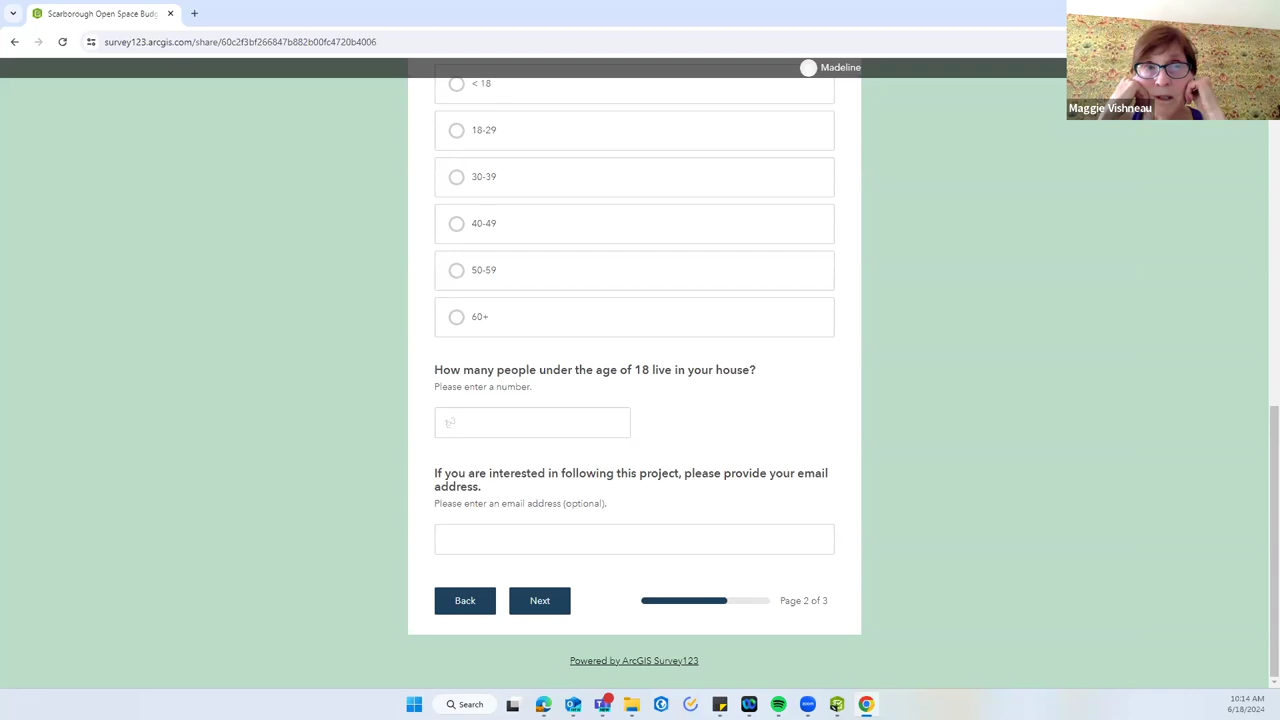 Scarborough Open Space Budg
survey123.arcgis.com/share/60c2f3bf266847b882b00fc4720b4006
Madeline
Maggie Vishneau
< 18
18-29
30-39
40-49
50-59
60+
How many people under the age of 18 live in your house?
Please enter a number.
If you are interested in following this project, please provide your email
address.
Please enter an email address (optional).
Back
Next
Page 2 of 3
Powered by ArcGIS Survey123
Search
10:14 AM
6/18/2024